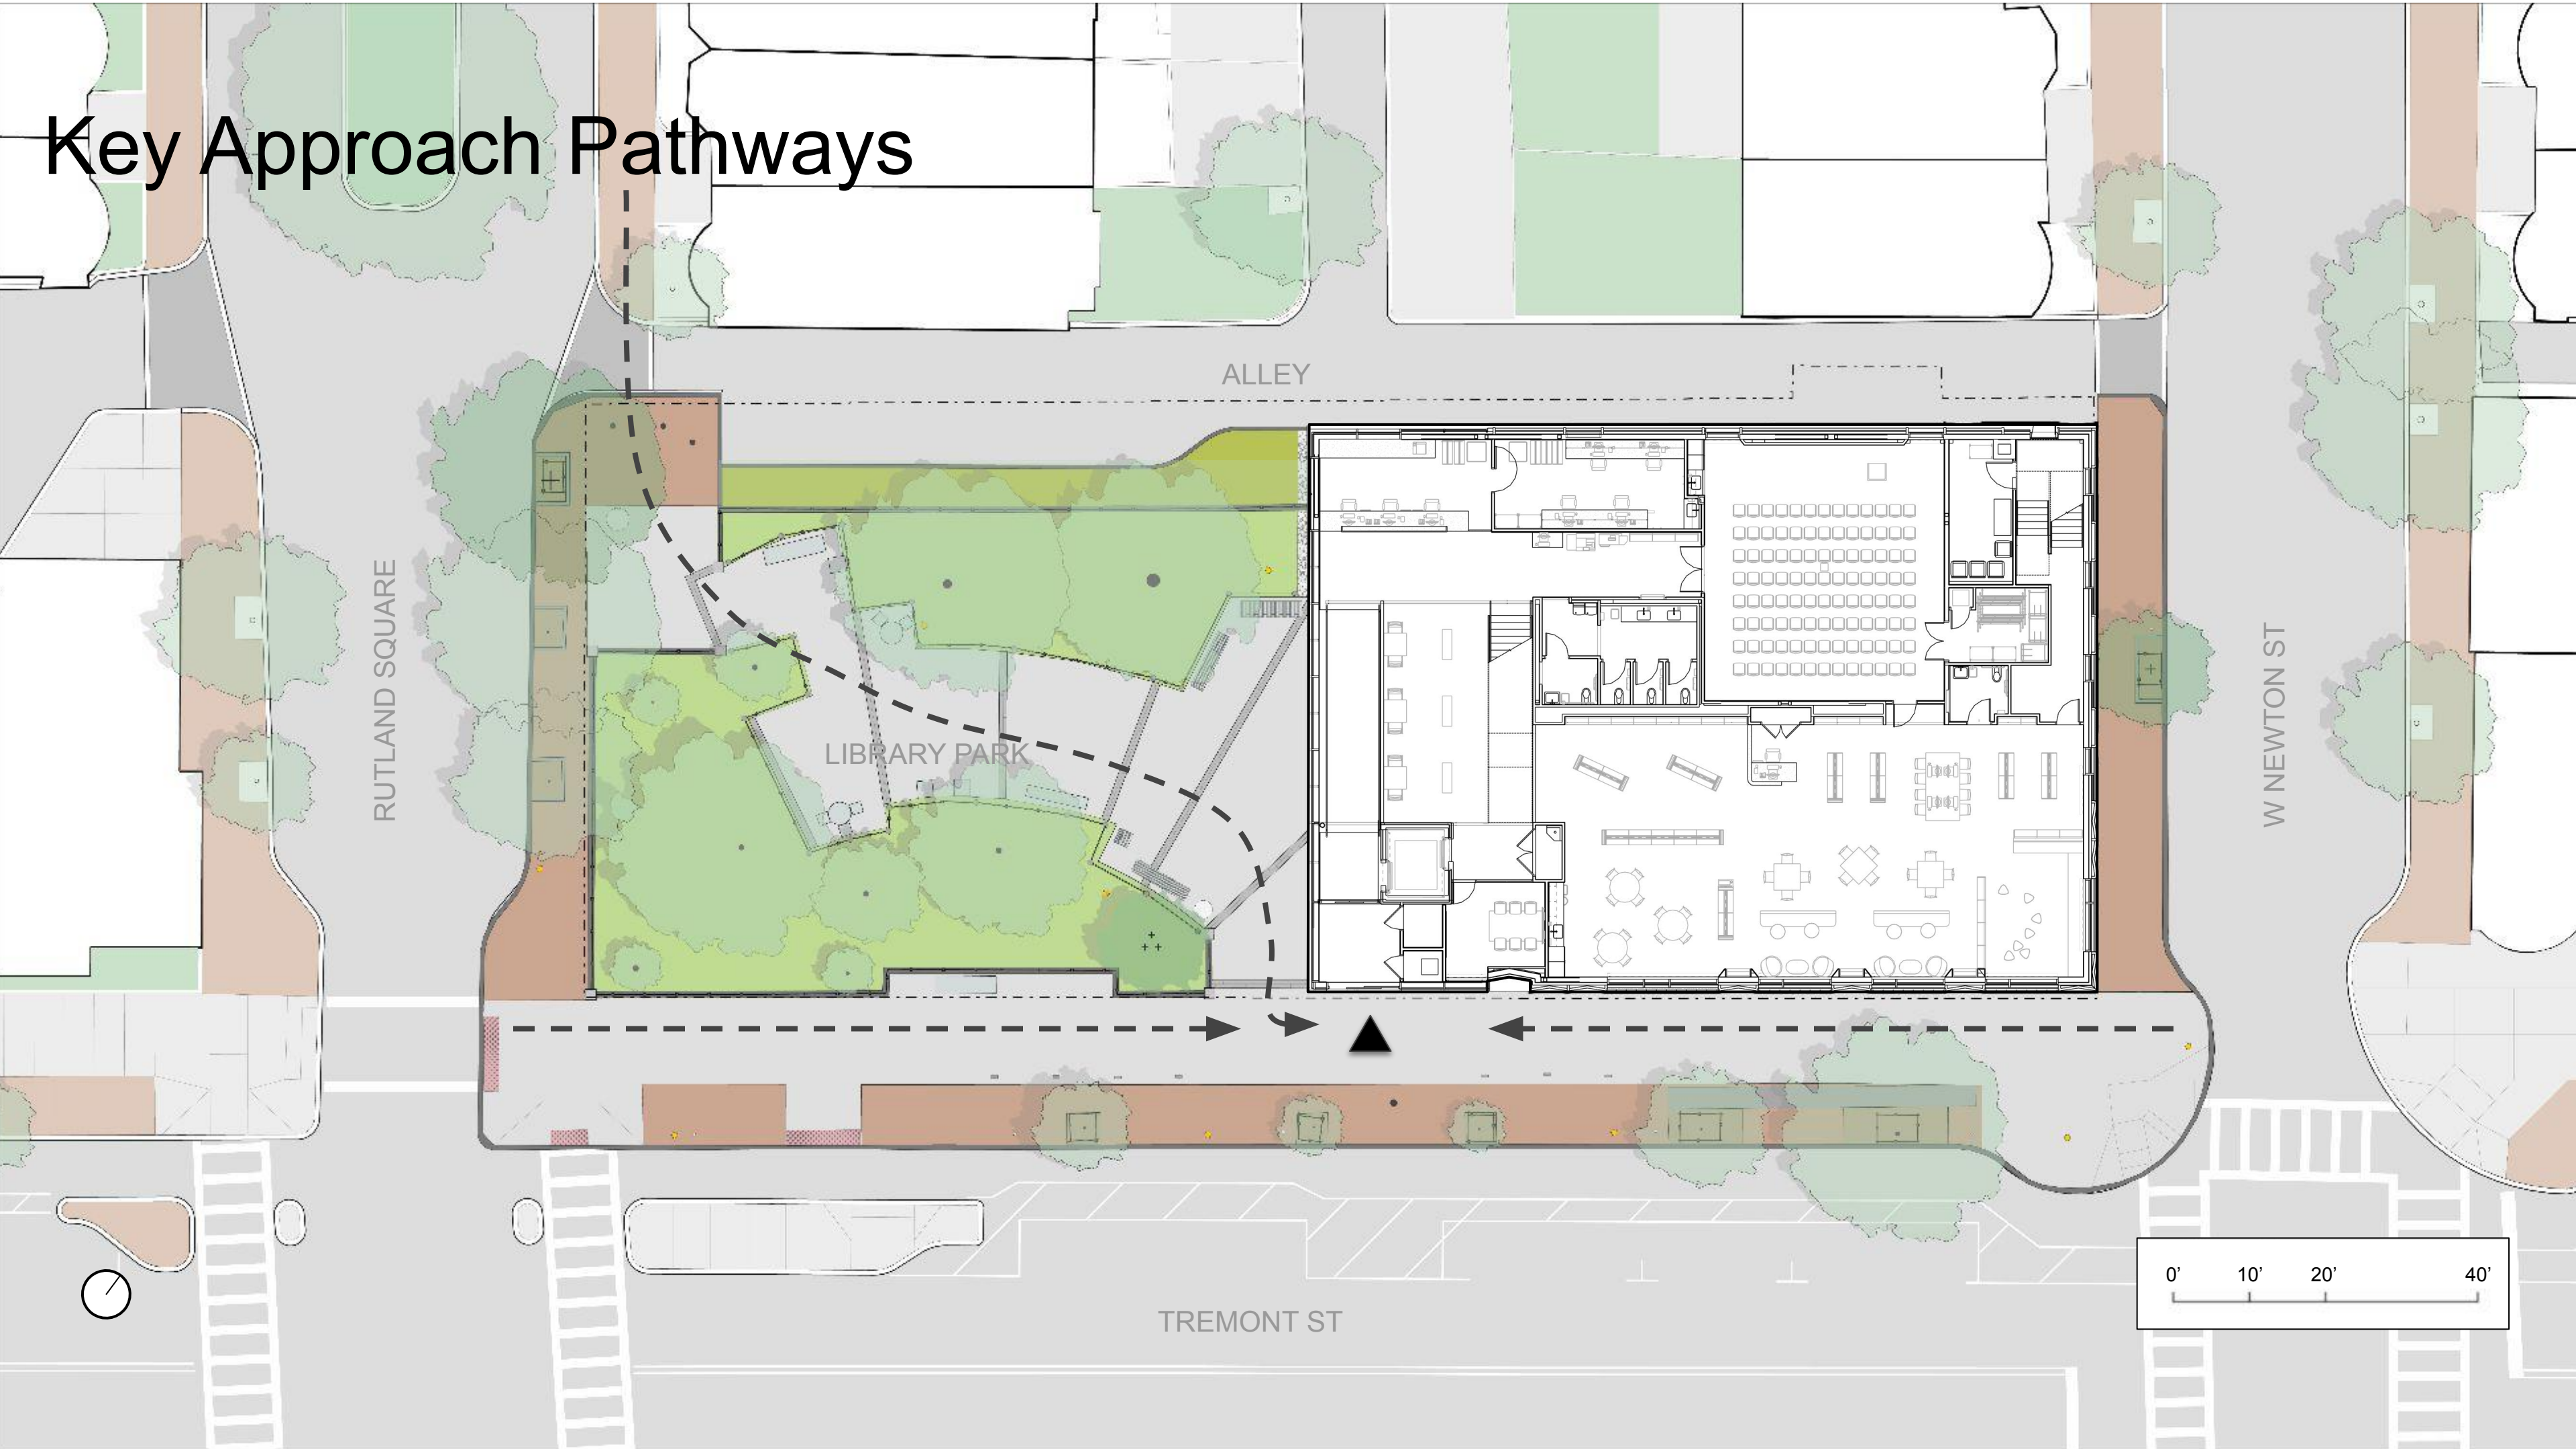 Key Approach Pathways
ALLEY
RUTLAND SQUARE
LIBRARY PARK
W NEWTON ST
0’ 10’ 20’ 40’
TREMONT ST